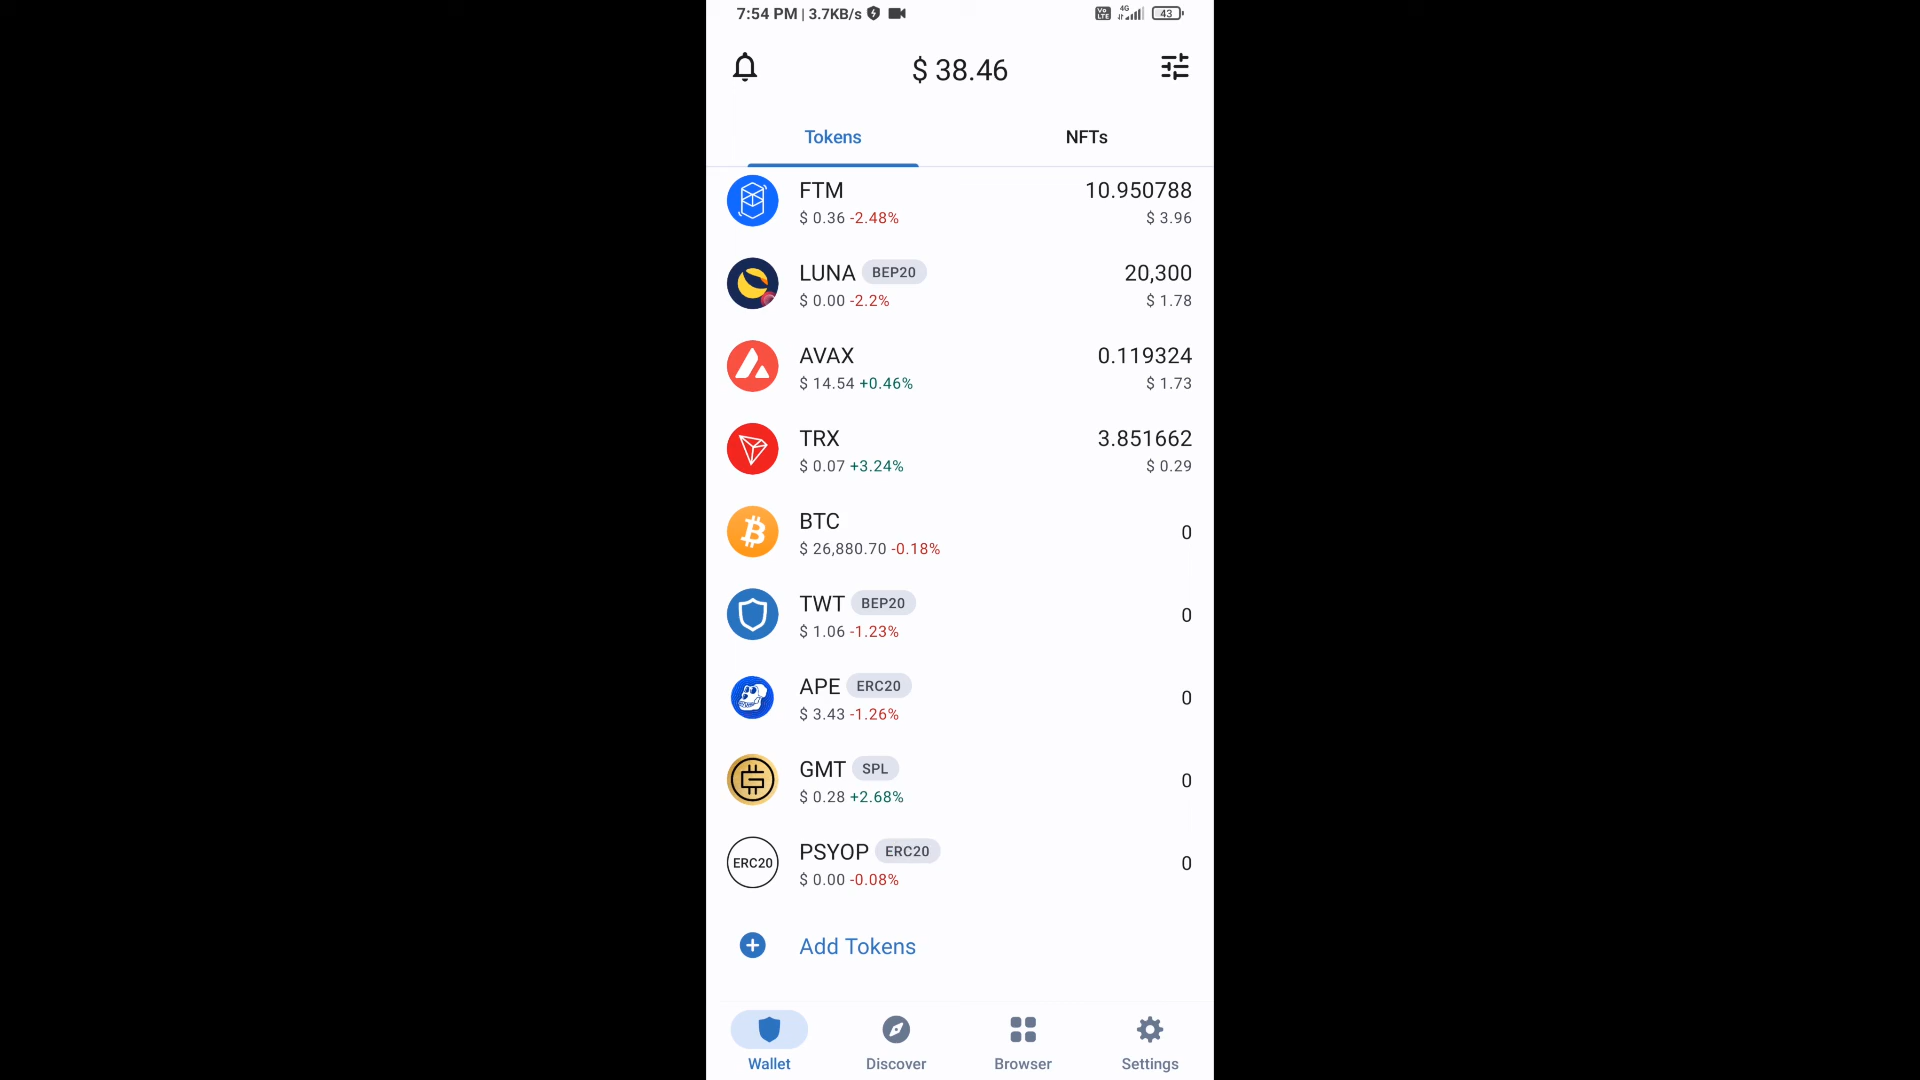 7:54 PM | 3.7KB/s Vo LTE 4G 43
$ 38.46
Tokens NFTs
FTM 10.950788
$ 0.36 -2.48% $ 3.96
LUNA BEP20 20,300
$ 0.00 -2.2% $ 1.78
AVAX 0.119324
$ 14.54 +0.46% $ 1.73
TRX 3.851662
$ 0.07 +3.24% $ 0.29
BTC 0
$ 26,880.70 -0.18%
TWT BEP20 0
$ 1.06 -1.23%
APE ERC20 0
$ 3.43 -1.26%
GMT SPL 0
$ 0.28 +2.68%
ERC20 PSYOP ERC20 0
$ 0.00 -0.08%
Add Tokens
Wallet Discover Browser Settings